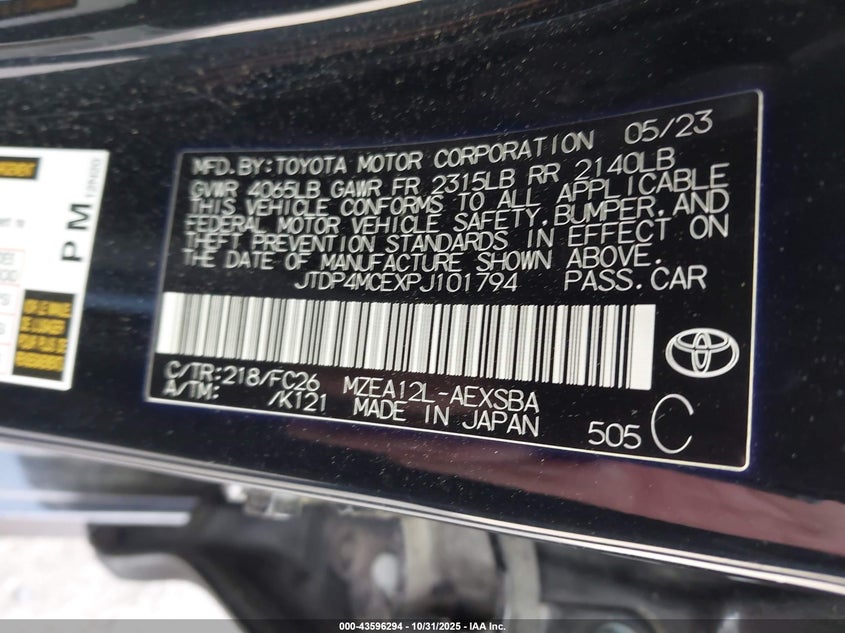 MFD.BY:TOYOTA MOTOR CORPORATION 05/23
GVWR 4065LB GAWR FR 2315LB RR 2140LB
THIS VEHICLE CONFORMS TO ALL APPLICABLE
FEDERAL MOTOR VEHICLE SAFETY,BUMPER,AND
THEFT PREVENTION STANDARDS IN EFFECT ON
THE DATE OF MANUFACTURE SHOWN ABOVE.
JTDP4MCEXPJ101794 PASS.CAR
C/TR:218/FC26 MZEA12L-AEXSBA
A/TM: /K121 MADE IN JAPAN 505 C
PM
12H20
000-43596294 - 10/31/2025 - IAA